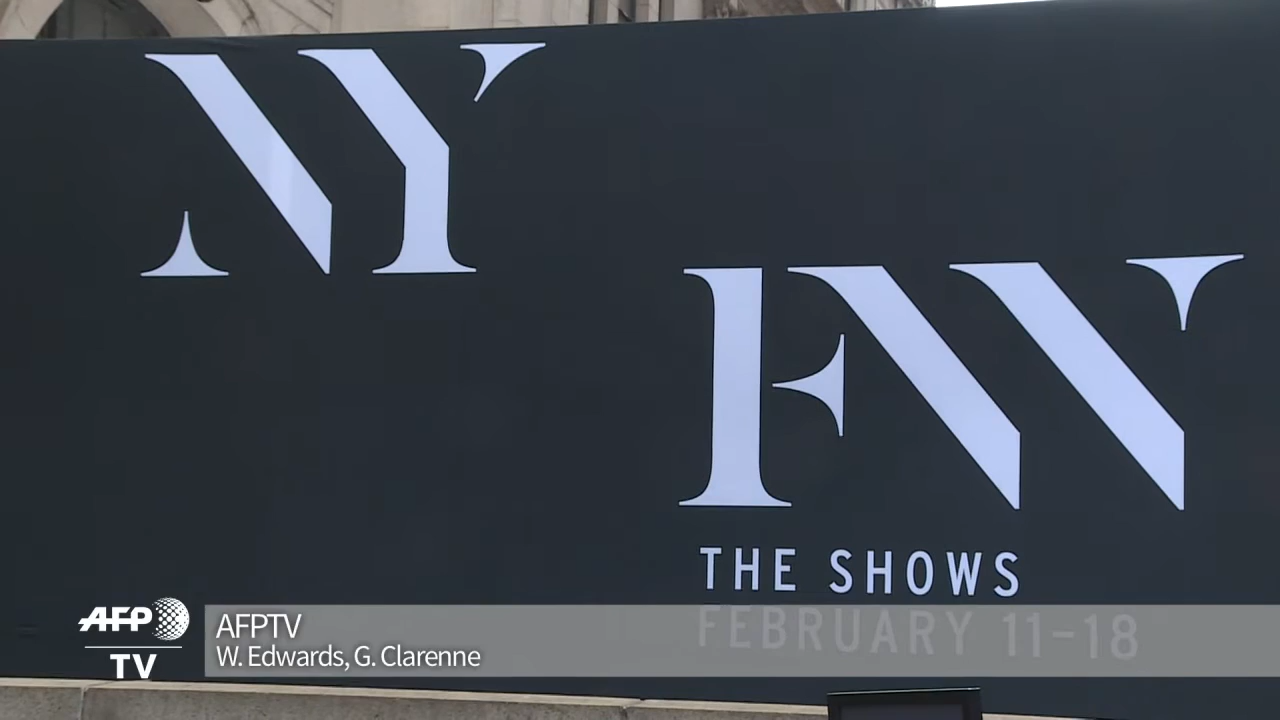 NY
FW
THE SHOWS
FEBRUARY 11-18
AFP
TV
AFPTV
W. Edwards, G. Clarenne